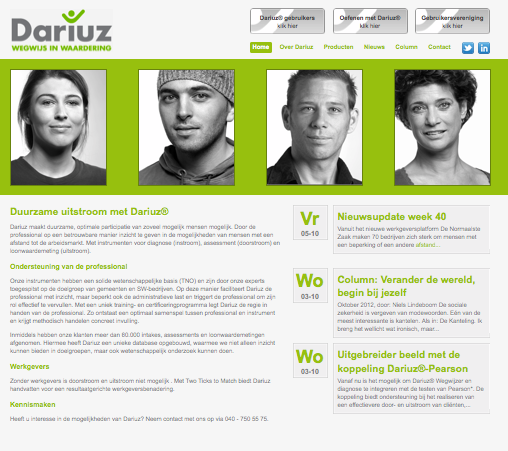 Dariuz
WEGWIJS IN WAARDERING
Dariuz® gebruikers
klik hier
Oefenen met Dariuz®
klik hier
Gebruikersvereniging
klik hier
Home
Over Dariuz
Producten
Nieuws
Column
Contact
Duurzame uitstroom met Dariuz®
Dariuz maakt duurzame, optimale participatie van zoveel mogelijk mensen mogelijk. Door de
professional op een betrouwbare manier inzicht te geven in de mogelijkheden van mensen met een
afstand tot de arbeidsmarkt. Met instrumenten voor diagnose (instroom), assessment (doorstroom) en
loonwaardemeting (uitstroom).
Ondersteuning van de professional
Onze instrumenten hebben een solide wetenschappelijke basis (TNO) en zijn door onze experts
toegespitst op de doelgroep van gemeenten en SW-bedrijven. Op deze manier faciliteert Dariuz de
professional met inzicht, maar beperkt ook de administratieve last en triggert de professional om zijn
rol effectief te vervullen. Met een uniek training- en certificeringprogramma legt Dariuz de regie in
handen van de professional. Zo ontstaat een optimaal samenspel tussen professional en instrument
en krijgt methodisch handelen concreet invulling.
Inmiddels hebben onze klanten meer dan 80.000 intakes, assessments en loonwaardemetingen
afgenomen. Hiermee heeft Dariuz een unieke database opgebouwd, waarmee we niet alleen inzicht
kunnen bieden in doelgroepen, maar ook wetenschappelijk onderzoek kunnen doen.
Werkgevers
Zonder werkgevers is doorstroom en uitstroom niet mogelijk . Met Two Ticks to Match biedt Dariuz
handvatten voor een resultaatgerichte werkgeversbenadering.
Kennismaken
Heeft u interesse in de mogelijkheden van Dariuz? Neem contact met ons op via 040 - 750 55 75.
Vr
05-10
Nieuwsupdate week 40
Vanuit het nieuwe werkgeversplatform De Normaalste
Zaak maken 70 bedrijven zich sterk om mensen met
een beperking of een andere afstand...
Wo
03-10
Column: Verander de wereld,
begin bij jezelf
Oktober 2012, door: Niels Lindeboom De sociale
zekerheid is vergeven van modewoorden. Eén van de
meest interessante is kantelen. Als in: De Kanteling. Ik
breng het wellicht wat ironisch, maar...
Wo
03-10
Uitgebreider beeld met de
koppeling Dariuz®-Pearson
Vanaf nu is het mogelijk om Dariuz® Wegwijzer en
diagnose te integreren met de testen van Pearson*. De
koppeling biedt ondersteuning bij het realiseren van
een effectievere door- en uitstroom van cliënten,...